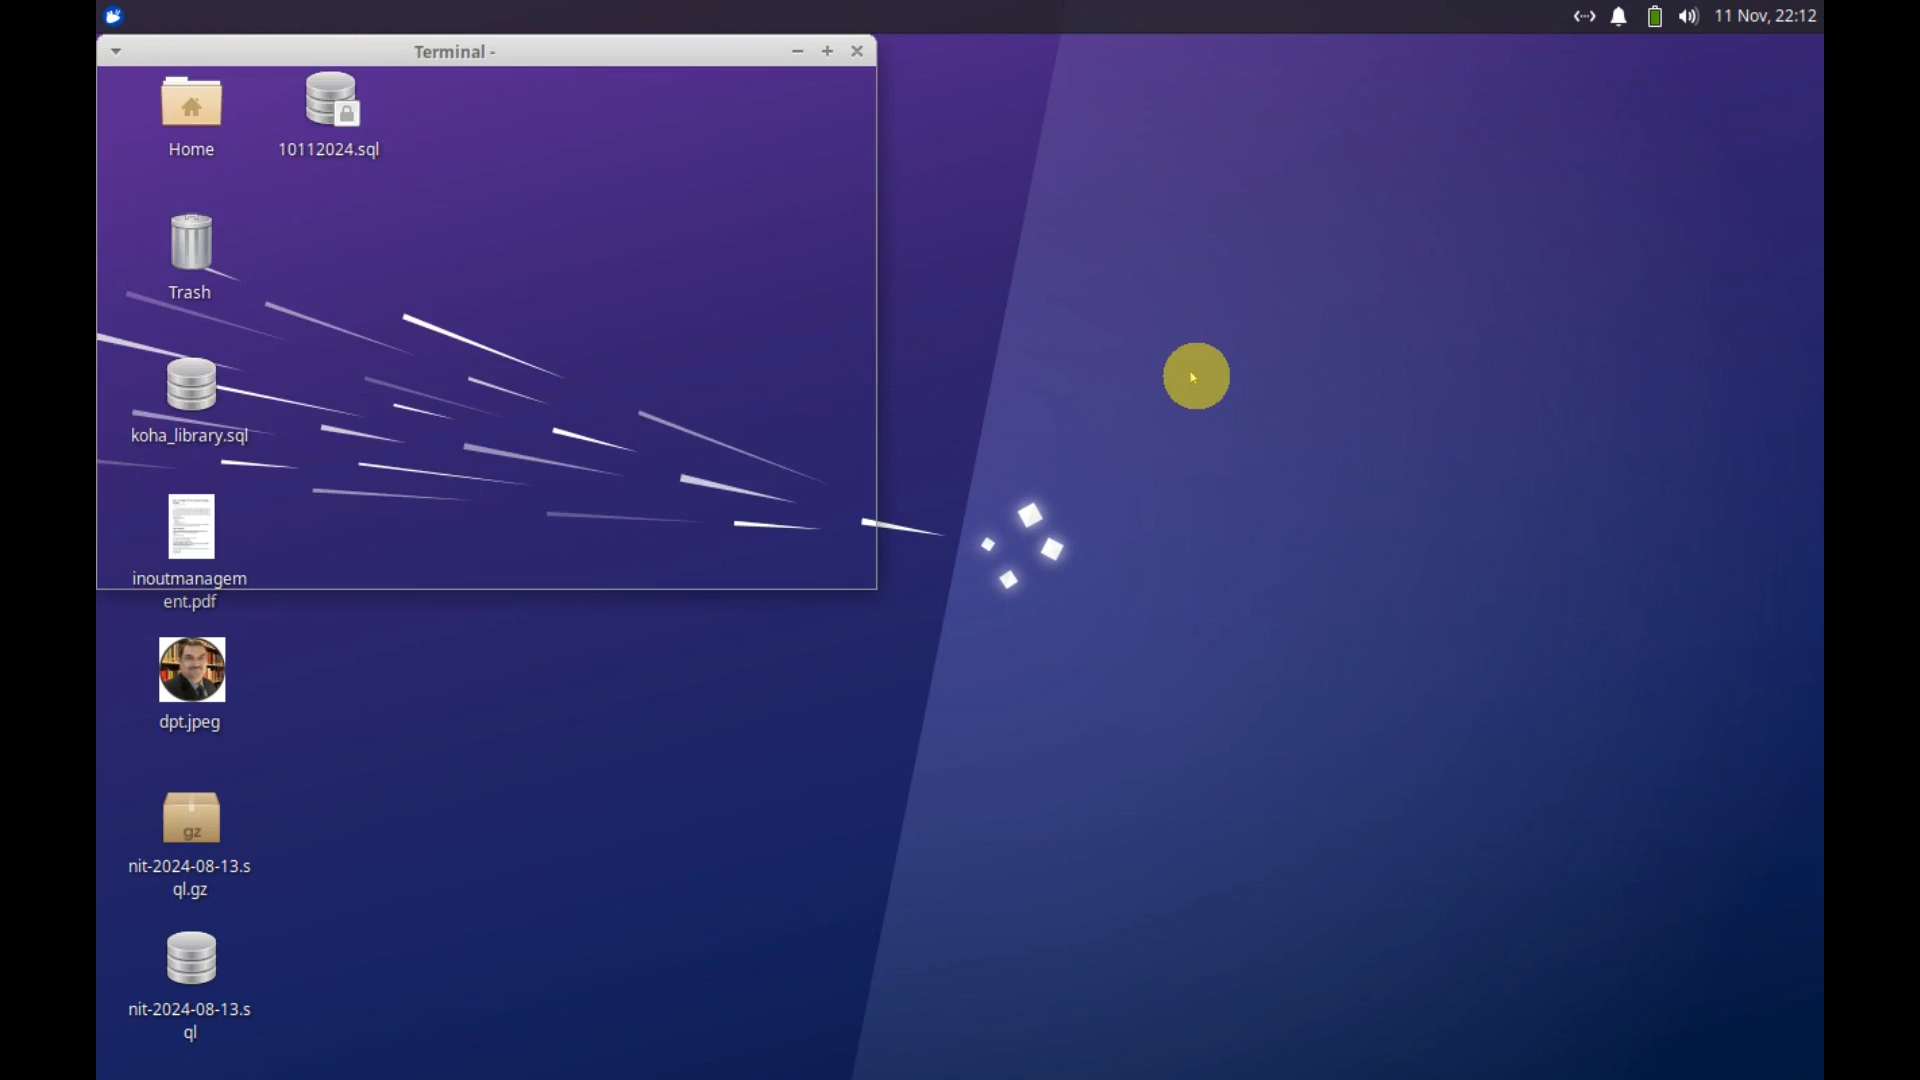 11 Nov, 22:12
Terminal -
Home
10112024.sql
Trash
koha_library.sql
inoutmanagem
ent.pdf
dpt.jpeg
gz
nit-2024-08-13.s
ql.gz
nit-2024-08-13.s
ql